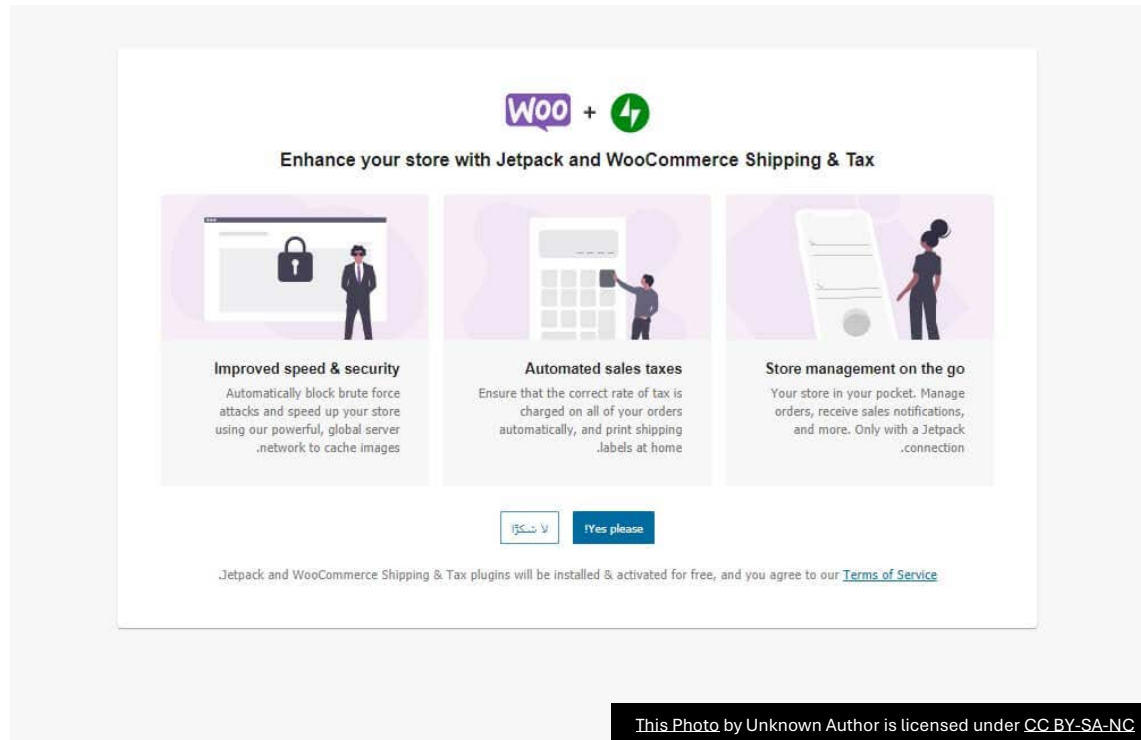 Woo +
Enhance your store with Jetpack and WooCommerce Shipping & Tax
Improved speed & security
Automatically block brute force
attacks and speed up your store
using our powerful, global server
.network to cache images
Automated sales taxes
Ensure that the correct rate of tax is
charged on all of your orders
automatically, and print shipping
.labels at home
Store management on the go
Your store in your pocket. Manage
orders, receive sales notifications,
and more. Only with a Jetpack
.connection
لا شكرًا
!Yes please
.Jetpack and WooCommerce Shipping & Tax plugins will be installed & activated for free, and you agree to our Terms of Service
This Photo by Unknown Author is licensed under CC BY-SA-NC